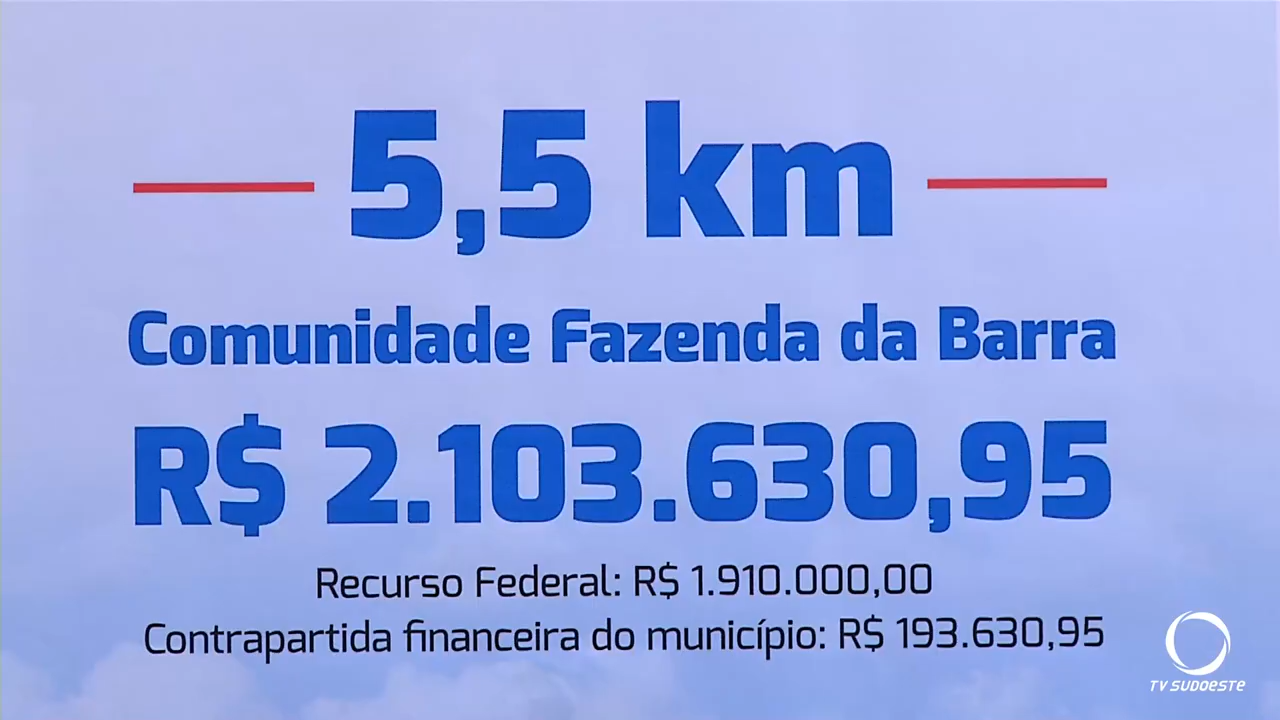 5,5 km
Comunidade Fazenda da Barra
R$ 2.103.630,95
Recurso Federal: R$ 1.910.000,00
Contrapartida financeira do município: R$ 193.630,95
TV SUDOESTE